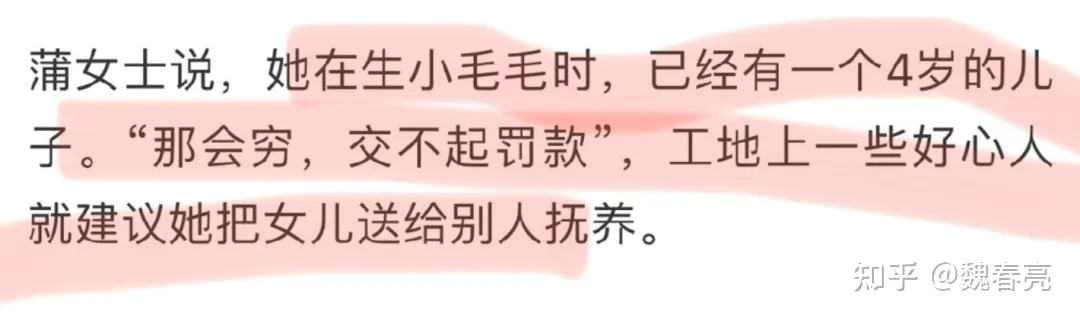 蒲女士说，她在生小毛毛时，已经有一个4岁的儿
子。“那会穷，交不起罚款”，工地上一些好心人
就建议她把女儿送给别人抚养。
知乎 @魏春亮